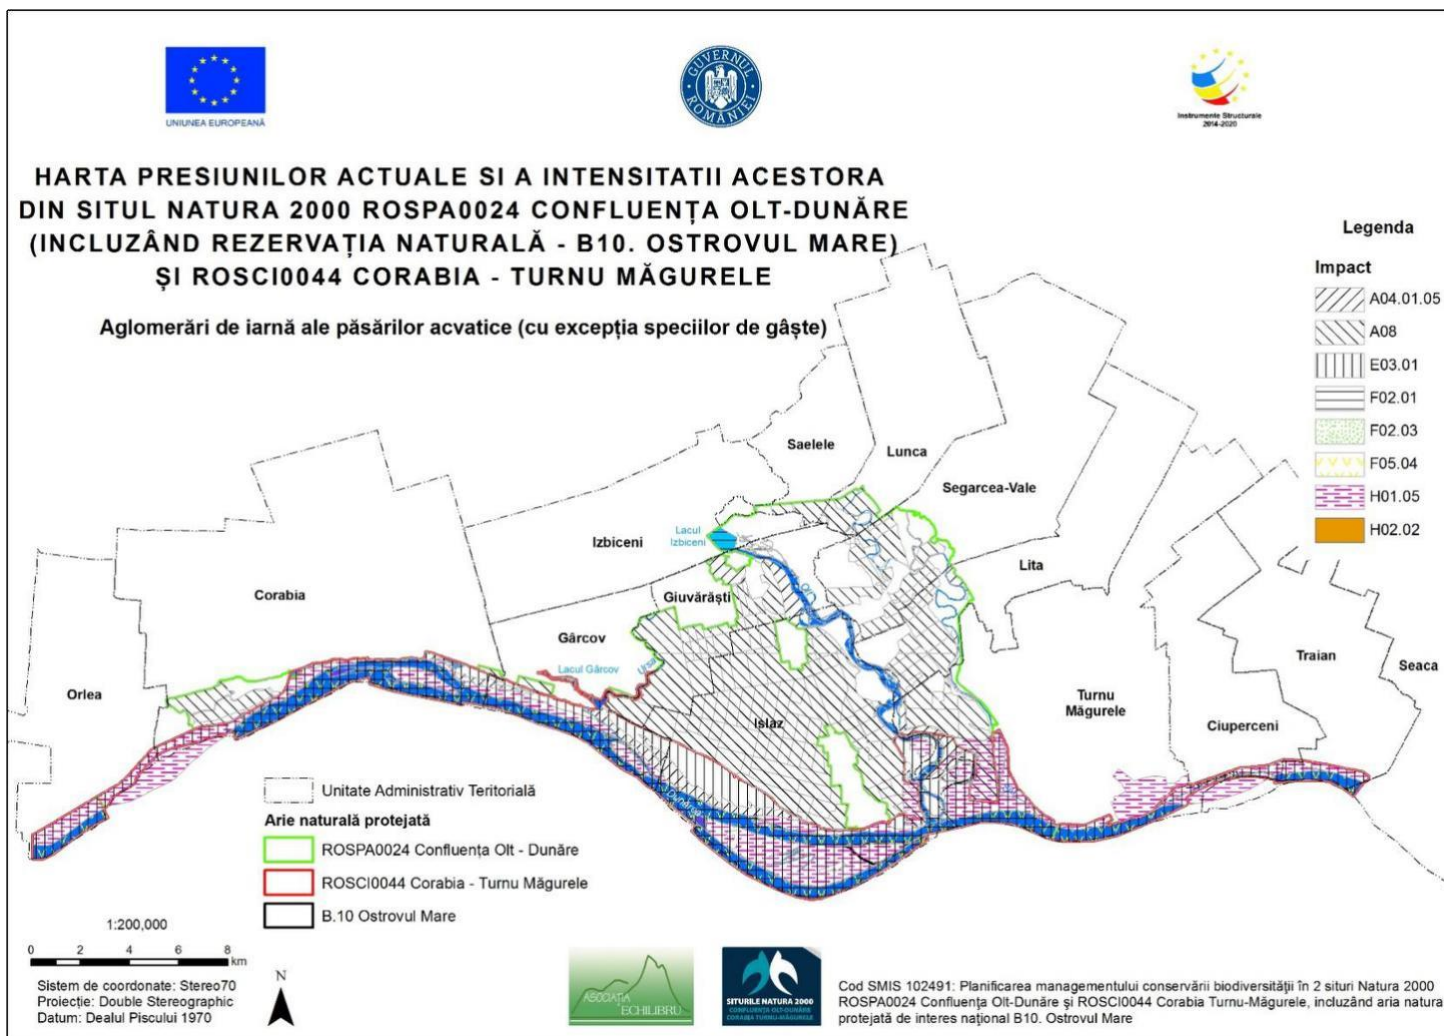 UNIUNEA EUROPEANĂ
GUVERNUL ROMÂNIEI
Instrumente Structurale
2014-2020
HARTA PRESIUNILOR ACTUALE SI A INTENSITATII ACESTORA
DIN SITUL NATURA 2000 ROSPA0024 CONFLUENȚA OLT-DUNĂRE
(INCLUZÂND REZERVAȚIA NATURALĂ - B10. OSTROVUL MARE)
ȘI ROSCI0044 CORABIA - TURNU MĂGURELE
Aglomerări de iarnă ale păsărilor acvatice (cu excepția speciilor de gâște)
Legenda
Impact
A04.01.05
A08
E03.01
F02.01
F02.03
F05.04
H01.05
H02.02
Saelele
Lunca
Segarcea-Vale
Izbiceni
Lacul
Izbiceni
Lita
Giuvărăști
Corabia
Gârcov
Lacul Gârcov
Orlea
Islaz
Turnu
Măgurele
Traian
Seaca
Ciuperceni
Unitate Administrativ Teritorială
Arie naturală protejată
ROSPA0024 Confluența Olt - Dunăre
ROSCI0044 Corabia - Turnu Măgurele
B.10 Ostrovul Mare
1:200,000
0 2 4 6 8
km
N
Sistem de coordonate: Stereo70
Proiecție: Double Stereographic
Datum: Dealul Piscului 1970
ASOCIAȚIA
ECHILIBRU
SITURILE NATURA 2000
CONFLUENȚA OLT-DUNĂRE
CORABIA TURNU-MĂGURELE
Cod SMIS 102491: Planificarea managementului conservării biodiversității în 2 situri Natura 2000
ROSPA0024 Confluența Olt-Dunăre și ROSCI0044 Corabia Turnu-Măgurele, incluzând aria natura
protejată de interes național B10. Ostrovul Mare